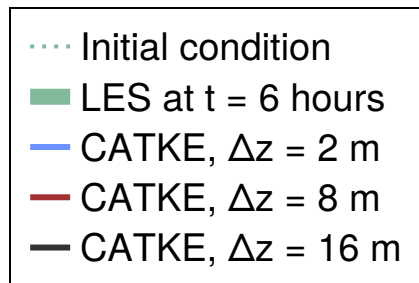 Initial condition
LES at t = 6 hours
CATKE, Δz = 2 m
CATKE, Δz = 8 m
CATKE, Δz = 16 m